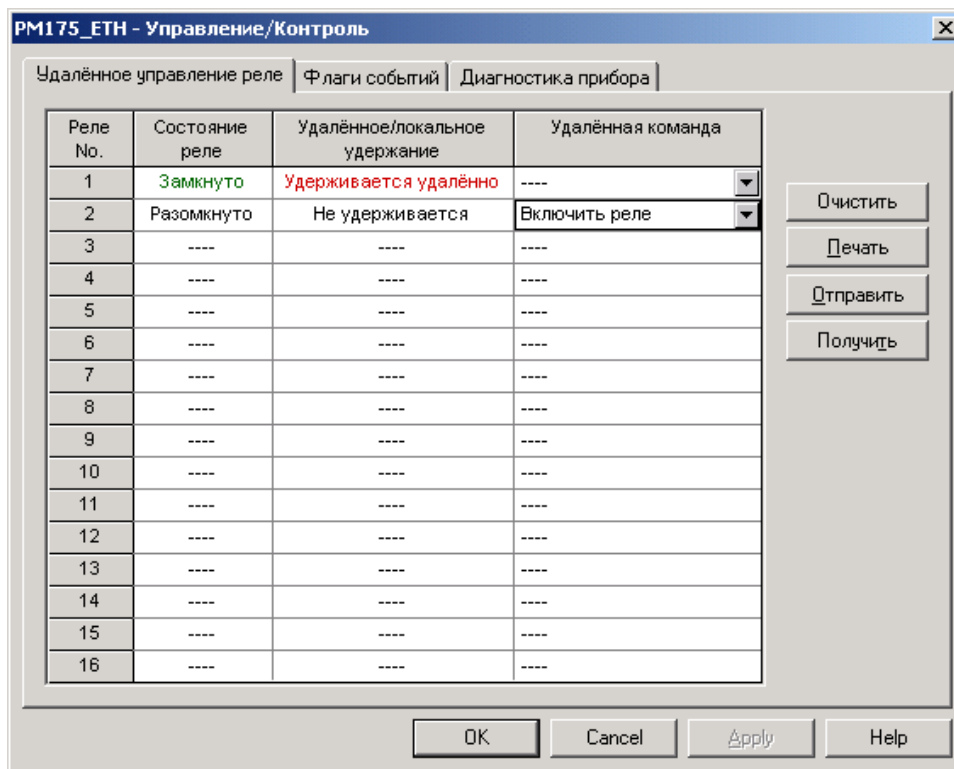 PM175_ETH - Управление/Контроль
Удалённое управление реле Флаги событий Диагностика прибора
Реле No. Состояние реле Удалённое/локальное удержание Удалённая команда
1 Замкнуто Удерживается удалённо ----
2 Разомкнуто Не удерживается Включить реле
3 ---- ---- ----
4 ---- ---- ----
5 ---- ---- ----
6 ---- ---- ----
7 ---- ---- ----
8 ---- ---- ----
9 ---- ---- ----
10 ---- ---- ----
11 ---- ---- ----
12 ---- ---- ----
13 ---- ---- ----
14 ---- ---- ----
15 ---- ---- ----
16 ---- ---- ----
Очистить
Печать
Отправить
Получить
OK Cancel Apply Help